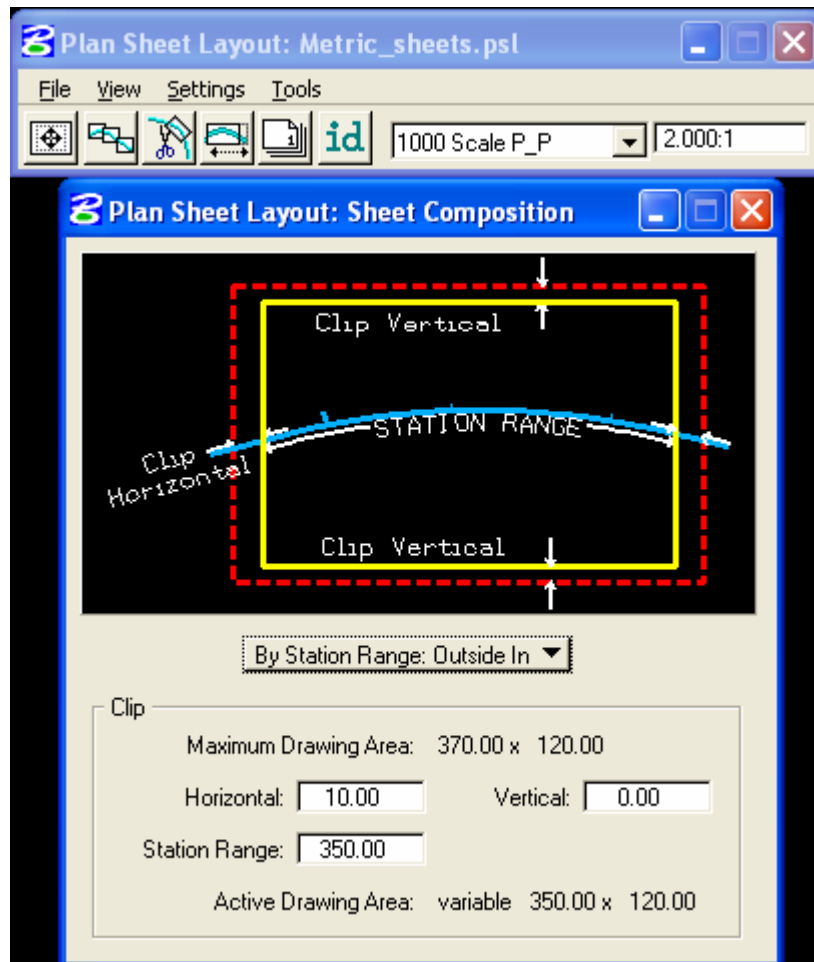 Plan Sheet Layout: Metric_sheets.psl
File View Settings Tools
1 id 1000 Scale P_P 2.000:1
Plan Sheet Layout: Sheet Composition
Clip Vertical
STATION RANGE
Clip
Horizontal
Clip Vertical
By Station Range: Outside In
Clip
Maximum Drawing Area: 370.00 x 120.00
Horizontal: 10.00 Vertical: 0.00
Station Range: 350.00
Active Drawing Area: variable 350.00 x 120.00